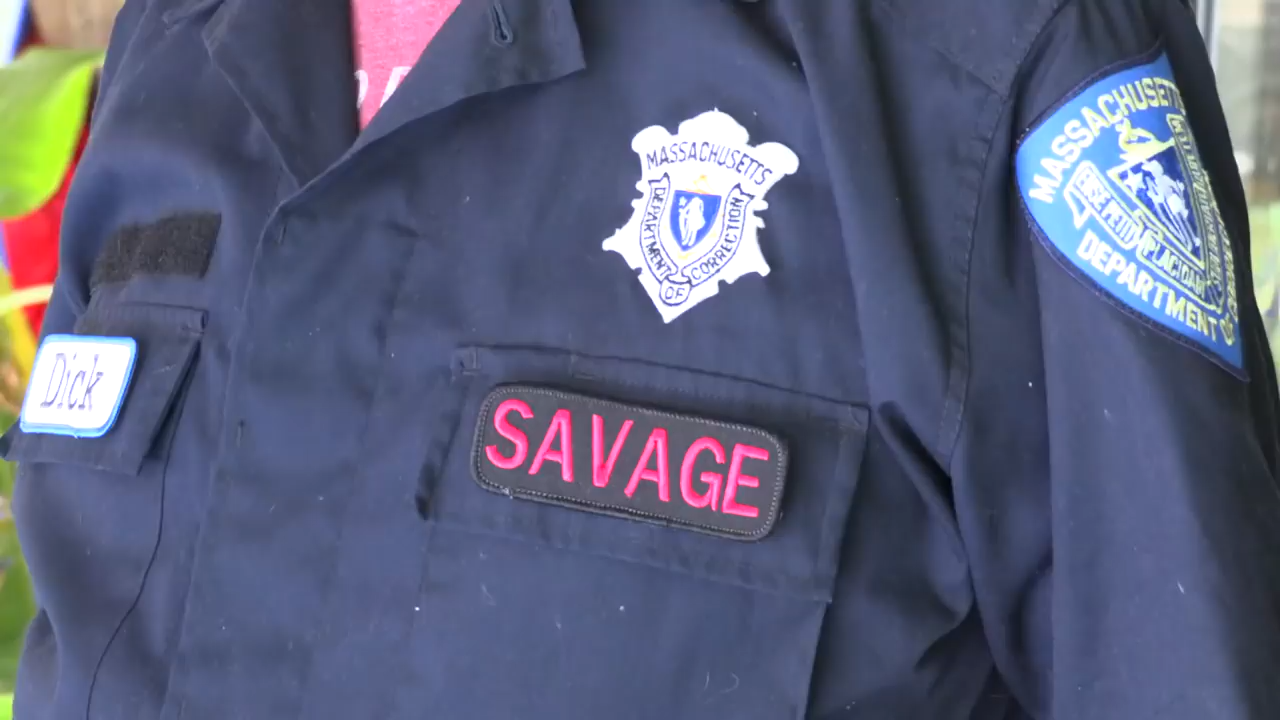 MASSACHUSETTS
DEPARTMENT
OF
CORRECTION
Dick
SAVAGE
MASSACHUSETTS
DEPARTMENT